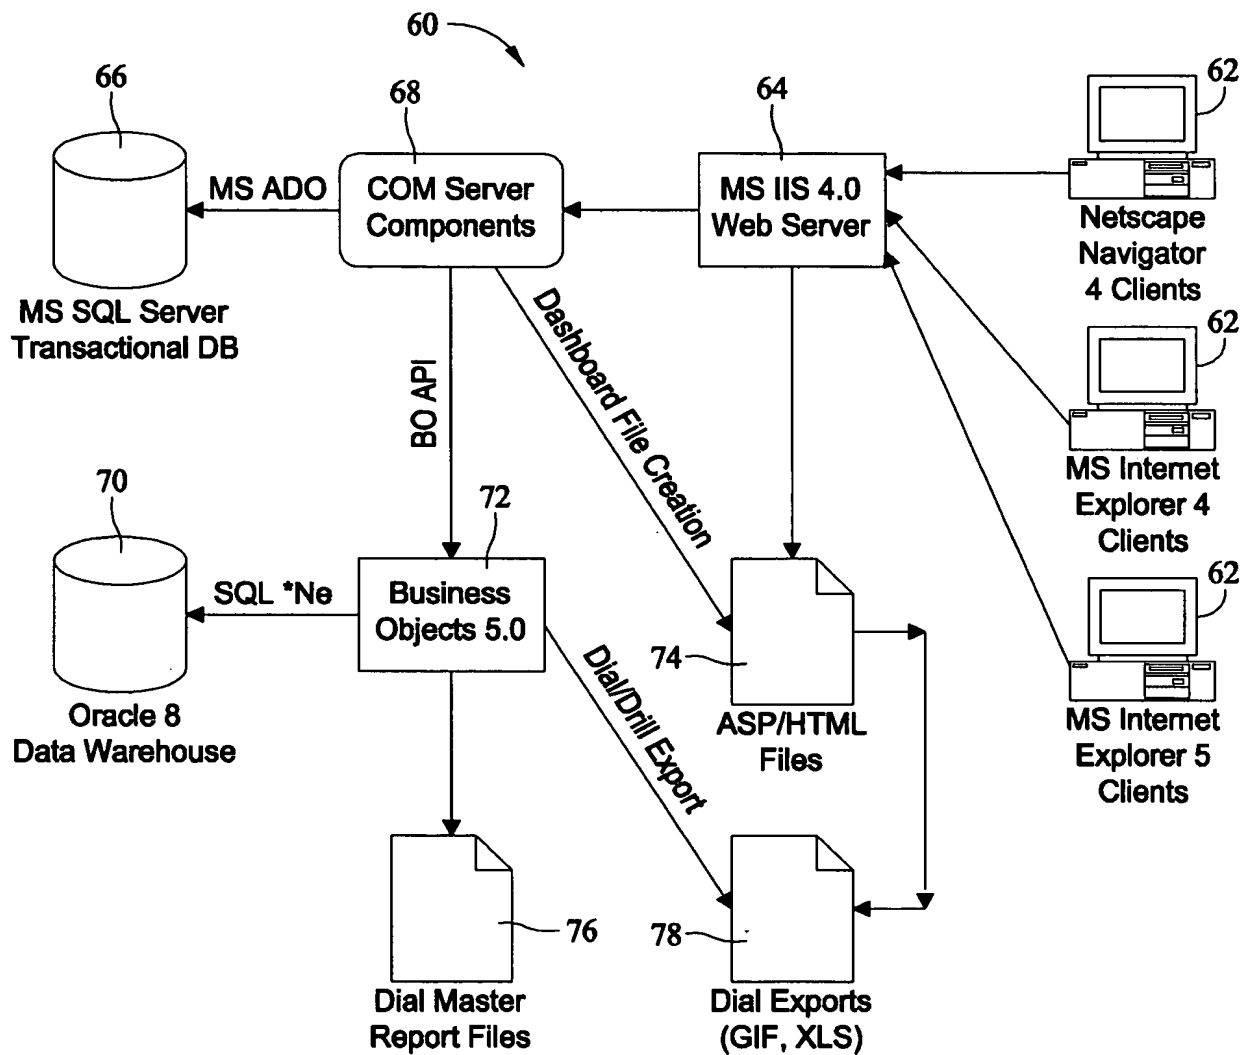 60
66
68
64
62
MS ADO
COM Server
Components
MS IIS 4.0
Web Server
Netscape
Navigator
4 Clients
MS SQL Server
Transactional DB
62
BO API
Dashboard File Creation
MS Internet
Explorer 4
Clients
70
72
SQL *Ne
Business
Objects 5.0
62
74
Dial/Drill Export
ASP/HTML
Files
MS Internet
Explorer 5
Clients
Oracle 8
Data Warehouse
76
78
Dial Master
Report Files
Dial Exports
(GIF, XLS)